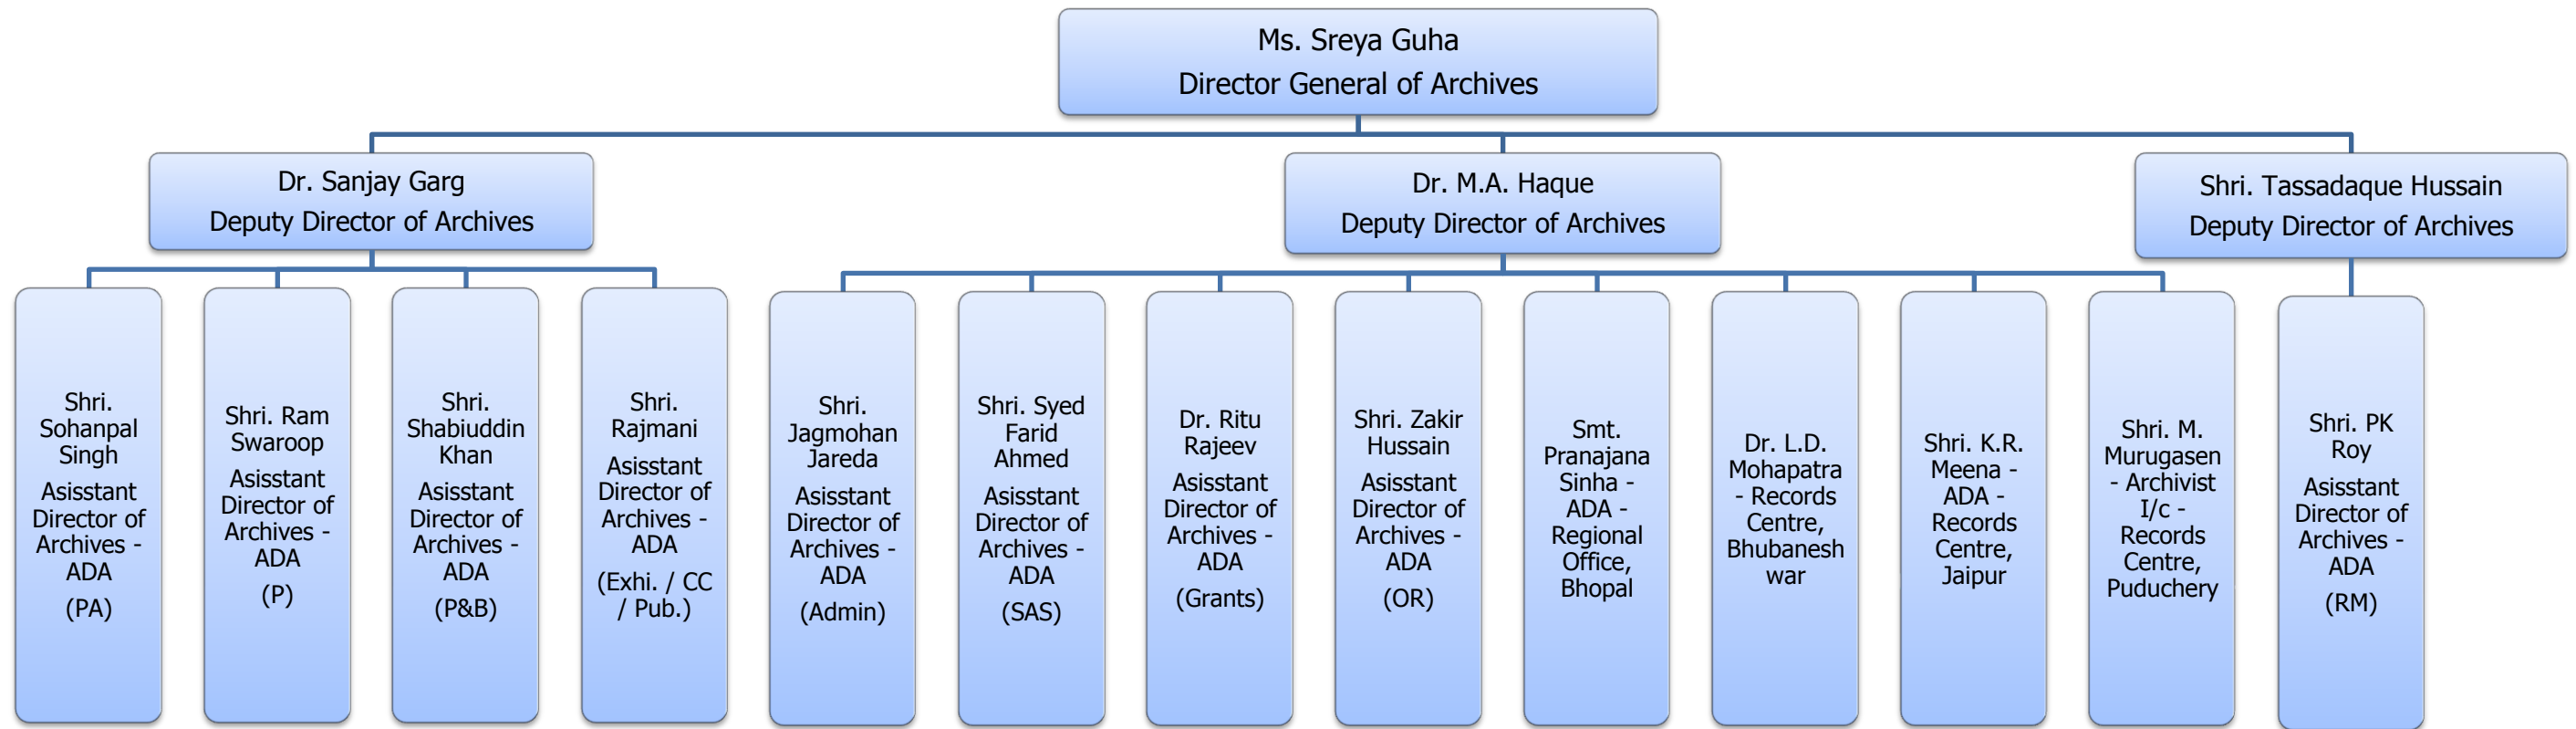 Ms. Sreya Guha
Director General of Archives
Dr. Sanjay Garg
Deputy Director of Archives
Dr. M.A. Haque
Deputy Director of Archives
Shri. Tassadaque Hussain
Deputy Director of Archives
Shri.
Sohanpal
Singh
Asisstant
Director of
Archives -
ADA
(PA)
Shri. Ram
Swaroop
Asisstant
Director of
Archives -
ADA
(P)
Shri.
Shabiuddin
Khan
Asisstant
Director of
Archives -
ADA
(P&B)
Shri.
Rajmani
Asisstant
Director of
Archives -
ADA
(Exhi. / CC
/ Pub.)
Shri.
Jagmohan
Jareda
Asisstant
Director of
Archives -
ADA
(Admin)
Shri. Syed
Farid
Ahmed
Asisstant
Director of
Archives -
ADA
(SAS)
Dr. Ritu
Rajeev
Asisstant
Director of
Archives -
ADA
(Grants)
Shri. Zakir
Hussain
Asisstant
Director of
Archives -
ADA
(OR)
Smt.
Pranajana
Sinha -
ADA -
Regional
Office,
Bhopal
Dr. L.D.
Mohapatra
- Records
Centre,
Bhubanesh
war
Shri. K.R.
Meena -
ADA -
Records
Centre,
Jaipur
Shri. M.
Murugasen
- Archivist
I/c -
Records
Centre,
Puduchery
Shri. PK
Roy
Asisstant
Director of
Archives -
ADA
(RM)